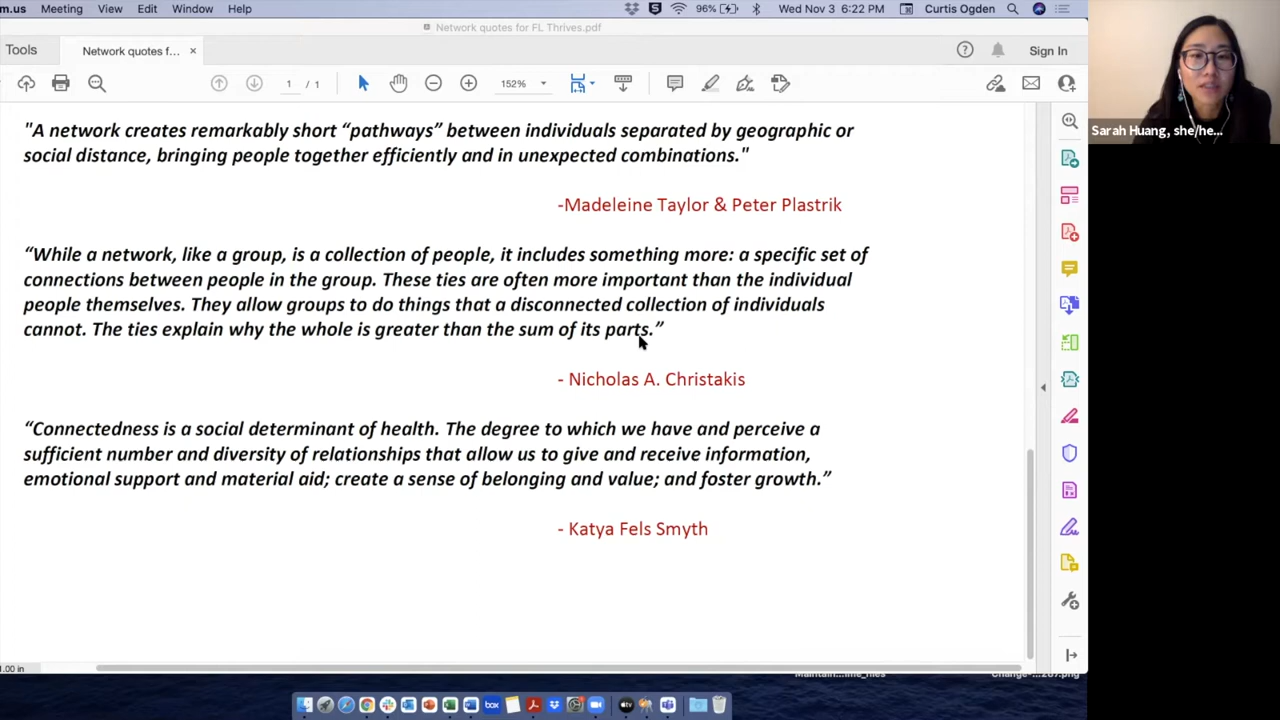 m.us Meeting View Edit Window Help 96% Wed Nov 3 6:22 PM Curtis Ogden
Network quotes for FL Thrives.pdf
Tools Network quotes f... × Sign In
1 / 1 152%
"A network creates remarkably short “pathways” between individuals separated by geographic or
social distance, bringing people together efficiently and in unexpected combinations."
-Madeleine Taylor & Peter Plastrik
“While a network, like a group, is a collection of people, it includes something more: a specific set of
connections between people in the group. These ties are often more important than the individual
people themselves. They allow groups to do things that a disconnected collection of individuals
cannot. The ties explain why the whole is greater than the sum of its parts.”
- Nicholas A. Christakis
“Connectedness is a social determinant of health. The degree to which we have and perceive a
sufficient number and diversity of relationships that allow us to give and receive information,
emotional support and material aid; create a sense of belonging and value; and foster growth.”
- Katya Fels Smyth
Sarah Huang, she/he...
1.00 in
box
tv